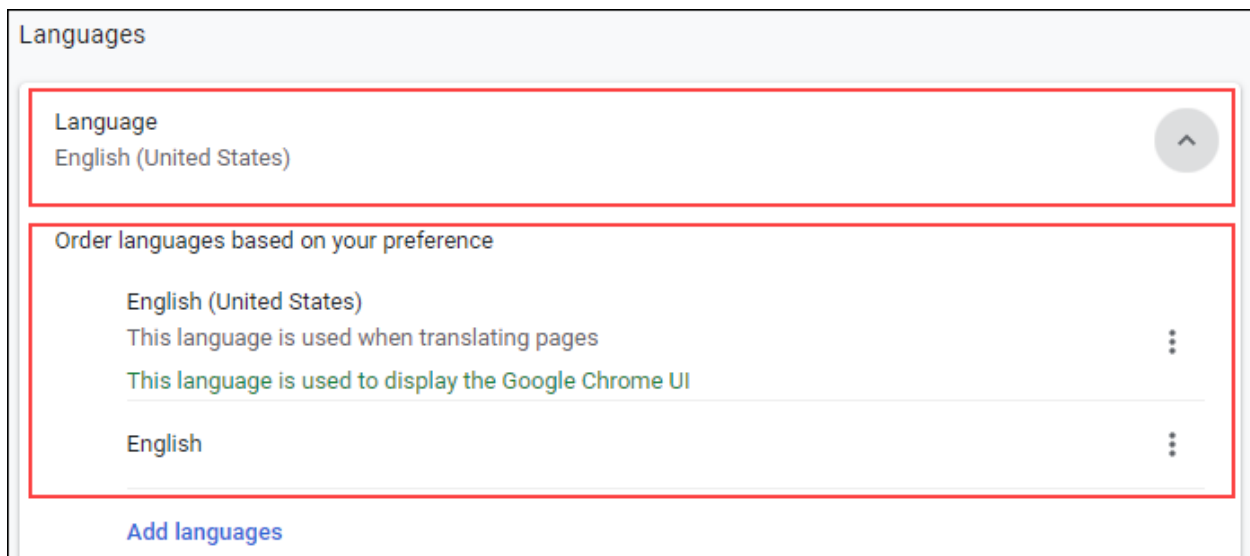 Languages
Language
English (United States)
Order languages based on your preference
English (United States)
This language is used when translating pages
This language is used to display the Google Chrome UI
English
Add languages